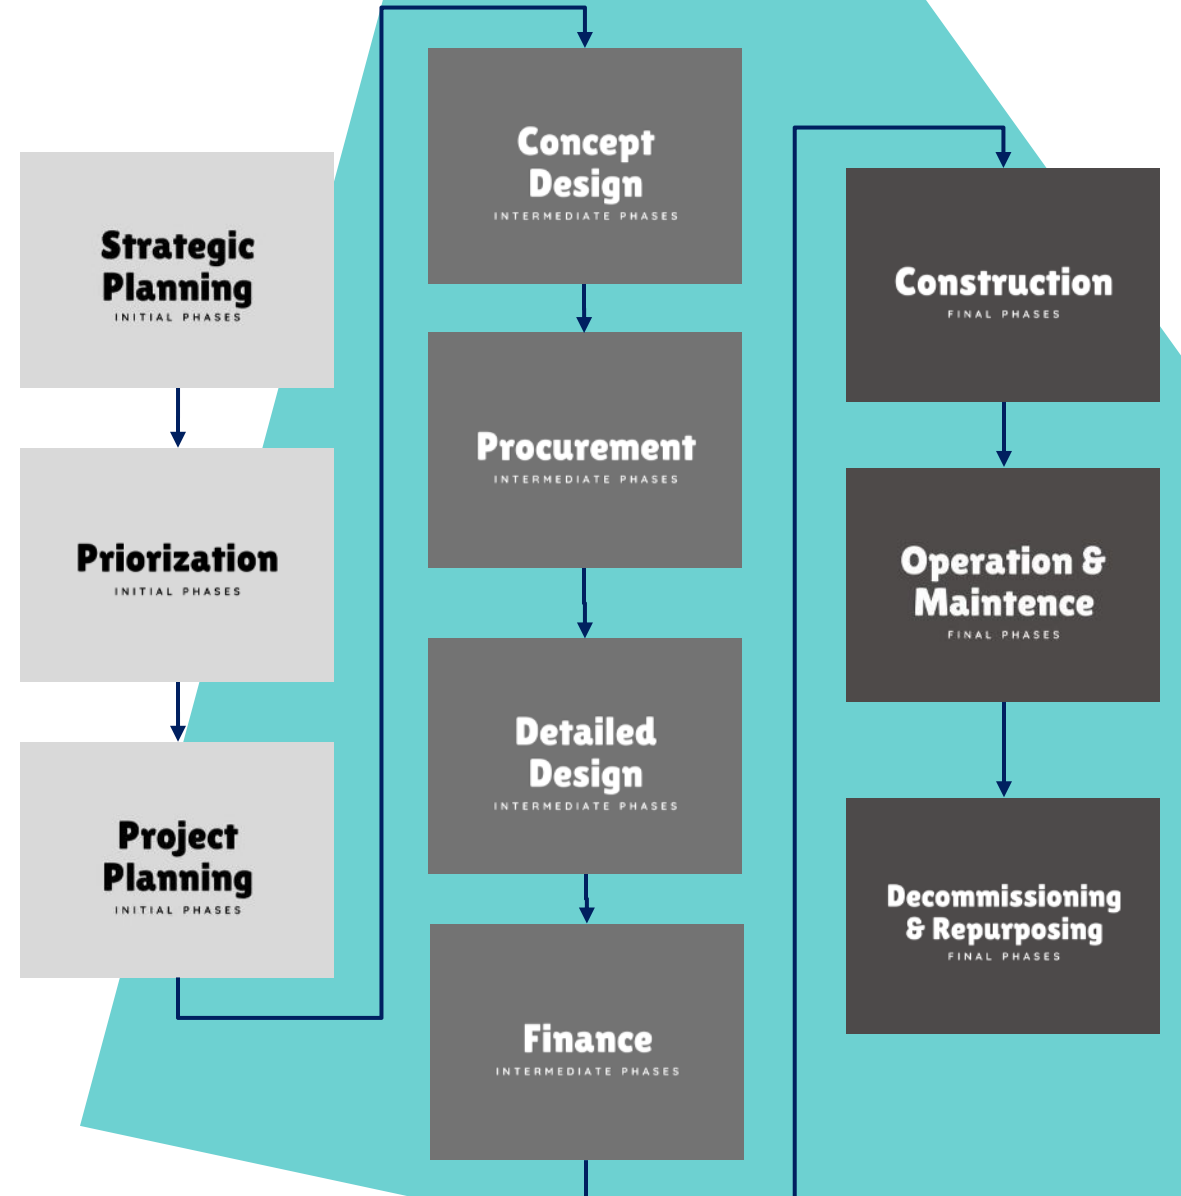 Strategic
Planning
INITIAL PHASES
Priorization
INITIAL PHASES
Project
Planning
INITIAL PHASES
Concept
Design
INTERMEDIATE PHASES
Procurement
INTERMEDIATE PHASES
Detailed
Design
INTERMEDIATE PHASES
Finance
INTERMEDIATE PHASES
Construction
FINAL PHASES
Operation &
Maintence
FINAL PHASES
Decommissioning
& Repurposing
FINAL PHASES